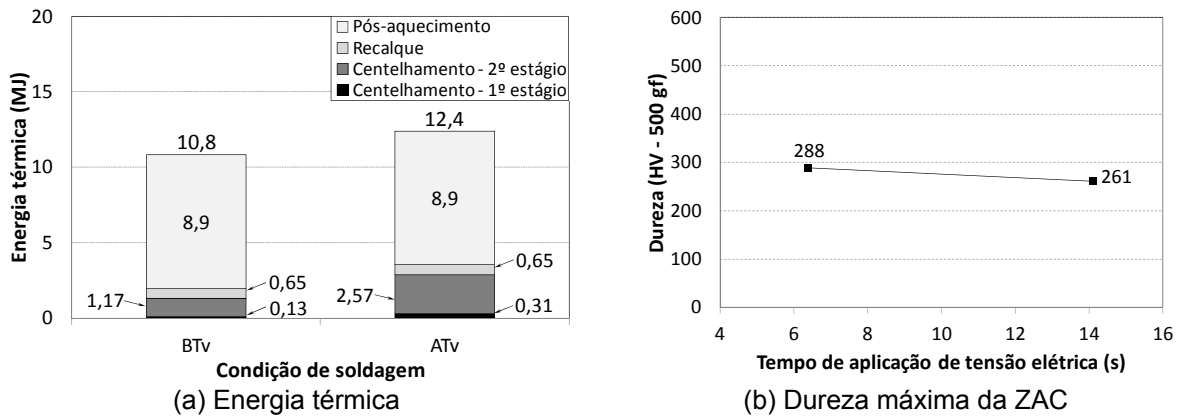 20
15
10
5
0
Energia térmica (MJ)
Pós-aquecimento
Recalque
Centelhamento - 2º estágio
Centelhamento - 1º estágio
10,8
12,4
8,9
8,9
0,65
0,65
1,17
0,13
2,57
0,31
BTv
ATv
Condição de soldagem
(a) Energia térmica
600
500
400
300
200
100
0
Dureza (HV - 500 gf)
288
261
4 6 8 10 12 14 16
Tempo de aplicação de tensão elétrica (s)
(b) Dureza máxima da ZAC